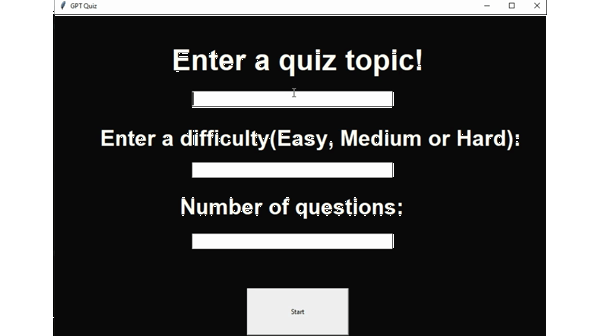 GPT Quiz
Enter a quiz topic!
Enter a difficulty(Easy, Medium or Hard):
Number of questions:
Start